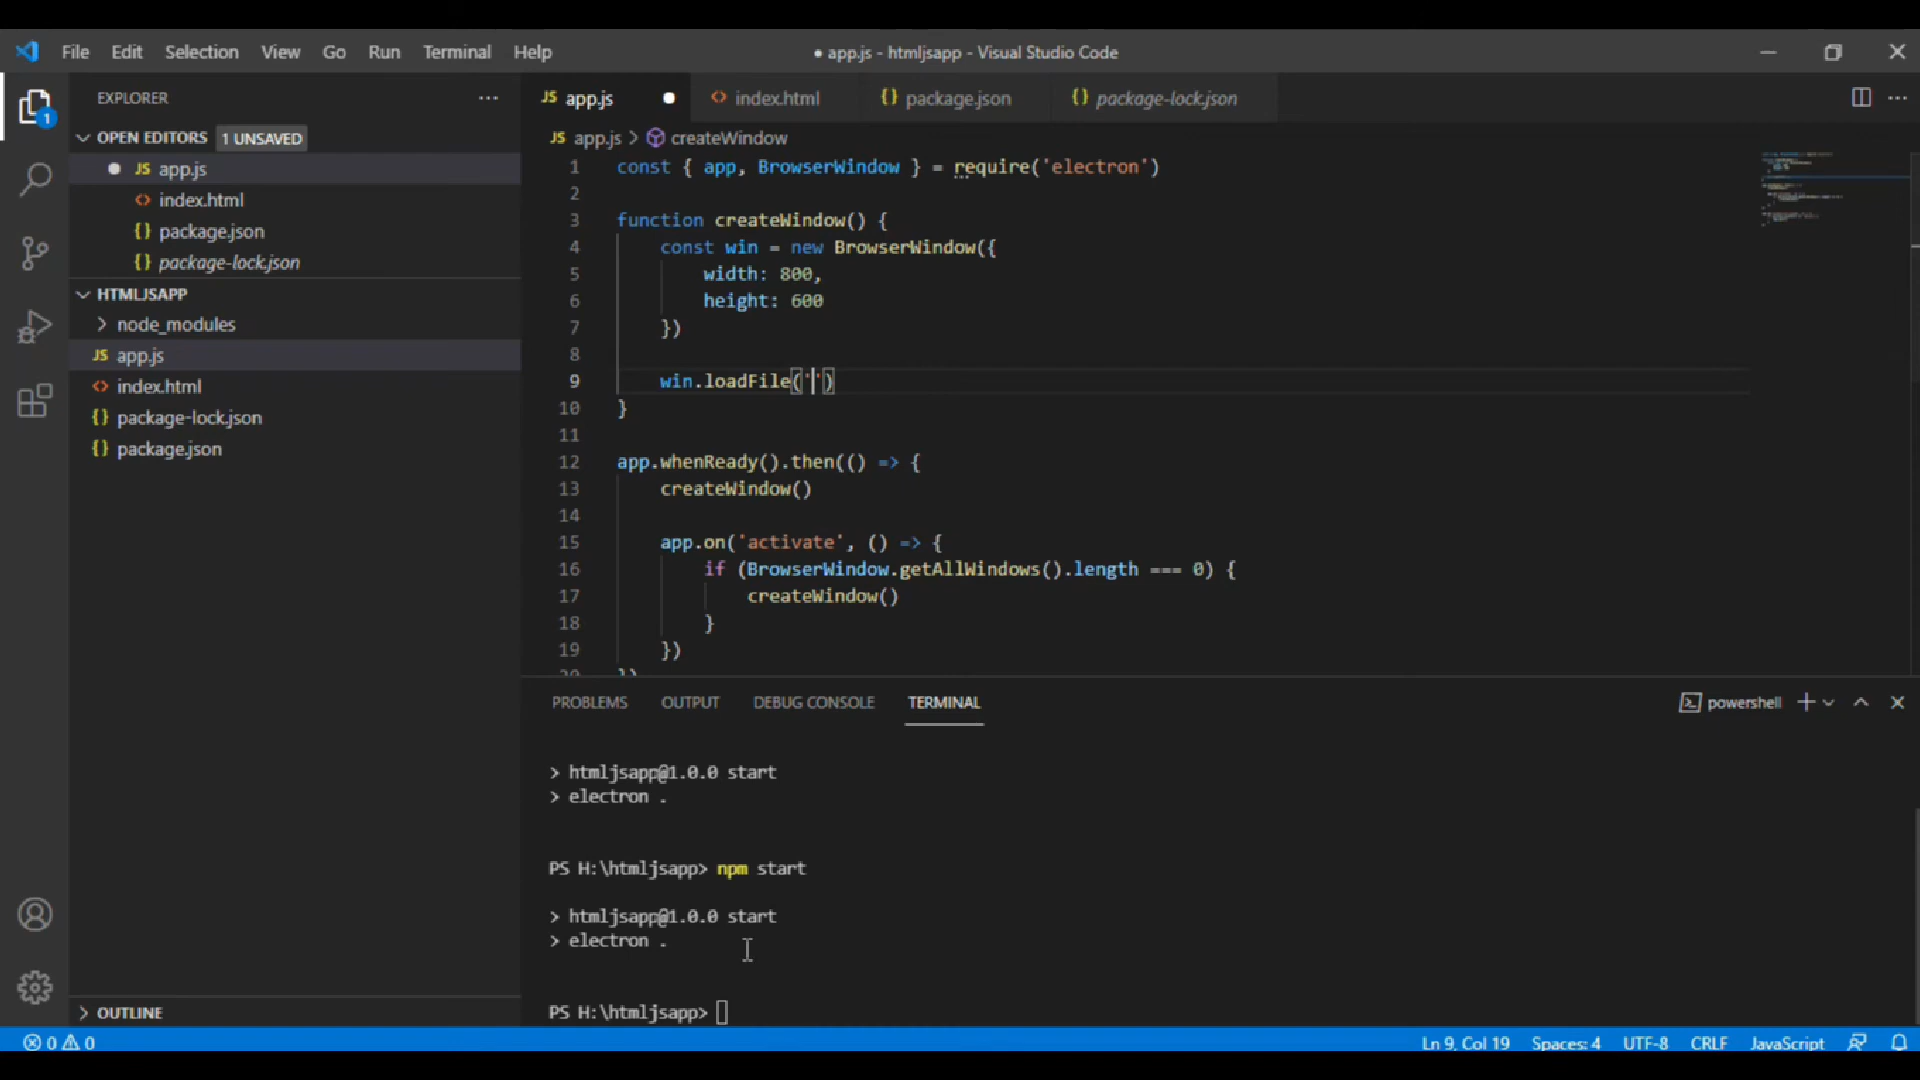 File Edit Selection View Go Run Terminal Help
● app.js - htmljsapp - Visual Studio Code
EXPLORER
OPEN EDITORS 1 UNSAVED
JS app.js
<> index.html
{} package.json
{} package-lock.json
HTMLJSAPP
node_modules
JS app.js
<> index.html
{} package-lock.json
{} package.json
OUTLINE
1
JS app.js ● <> index.html {} package.json {} package-lock.json
JS app.js > createWindow
1 const { app, BrowserWindow } = require('electron')
2
3 function createWindow() {
4 const win = new BrowserWindow({
5 width: 800,
6 height: 600
7 })
8
9 win.loadFile('')
10 }
11
12 app.whenReady().then(() => {
13 createWindow()
14
15 app.on('activate', () => {
16 if (BrowserWindow.getAllWindows().length === 0) {
17 createWindow()
18 }
19 })
20 })
PROBLEMS OUTPUT DEBUG CONSOLE TERMINAL
powershell
> htmljsapp@1.0.0 start
> electron .
PS H:\htmljsapp> npm start
> htmljsapp@1.0.0 start
> electron .
PS H:\htmljsapp>
0 0
Ln 9, Col 19 Spaces: 4 UTF-8 CRLF JavaScript